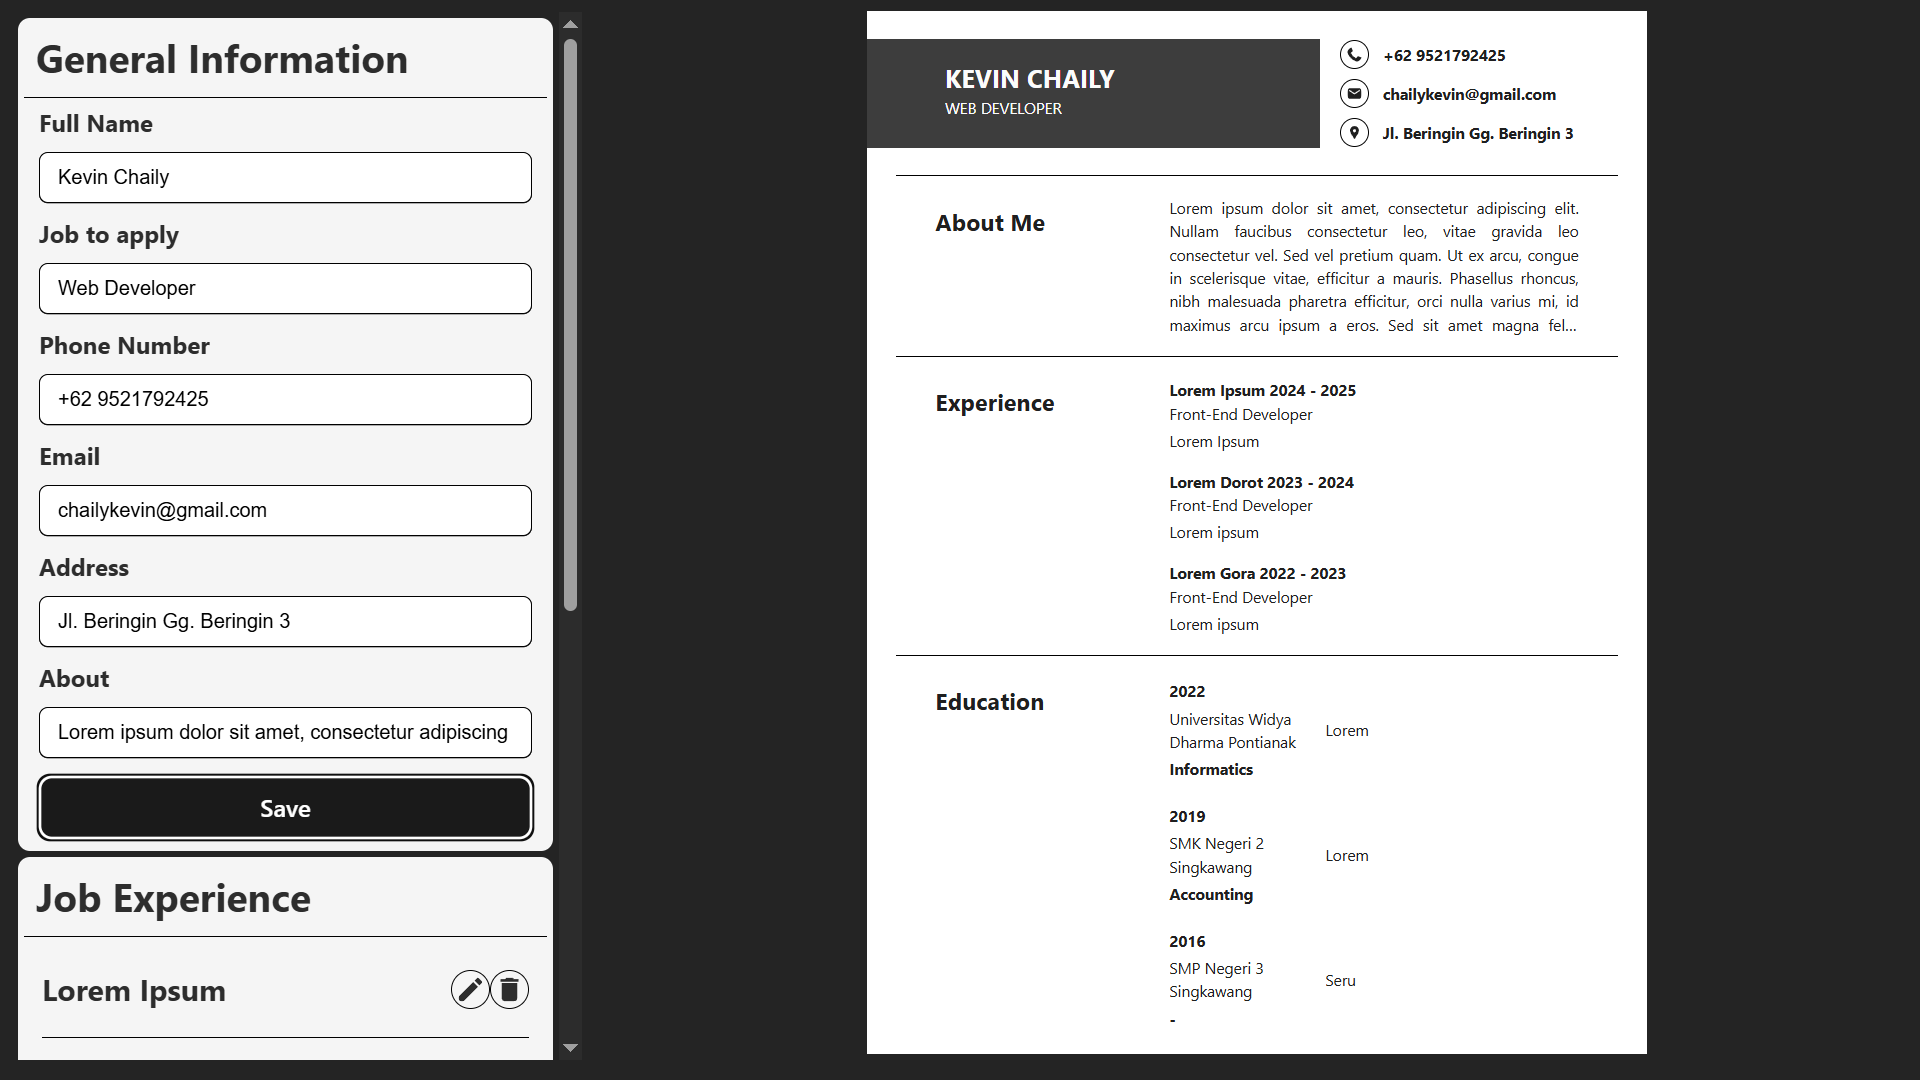 General Information
Full Name
Kevin Chaily
Job to apply
Web Developer
Phone Number
+62 9521792425
Email
chailykevin@gmail.com
Address
Jl. Beringin Gg. Beringin 3
About
Lorem ipsum dolor sit amet, consectetur adipiscing
Save
Job Experience
Lorem Ipsum
KEVIN CHAILY
WEB DEVELOPER
+62 9521792425
chailykevin@gmail.com
Jl. Beringin Gg. Beringin 3
About Me
Lorem ipsum dolor sit amet, consectetur adipiscing elit.
Nullam faucibus consectetur leo, vitae gravida leo
consectetur vel. Sed vel pretium quam. Ut ex arcu, congue
in scelerisque vitae, efficitur a mauris. Phasellus rhoncus,
nibh malesuada pharetra efficitur, orci nulla varius mi, id
maximus arcu ipsum a eros. Sed sit amet magna fel...
Experience
Lorem Ipsum 2024 - 2025
Front-End Developer
Lorem Ipsum
Lorem Dorot 2023 - 2024
Front-End Developer
Lorem ipsum
Lorem Gora 2022 - 2023
Front-End Developer
Lorem ipsum
Education
2022
Universitas Widya
Dharma Pontianak
Lorem
Informatics
2019
SMK Negeri 2
Singkawang
Lorem
Accounting
2016
SMP Negeri 3
Singkawang
Seru
-